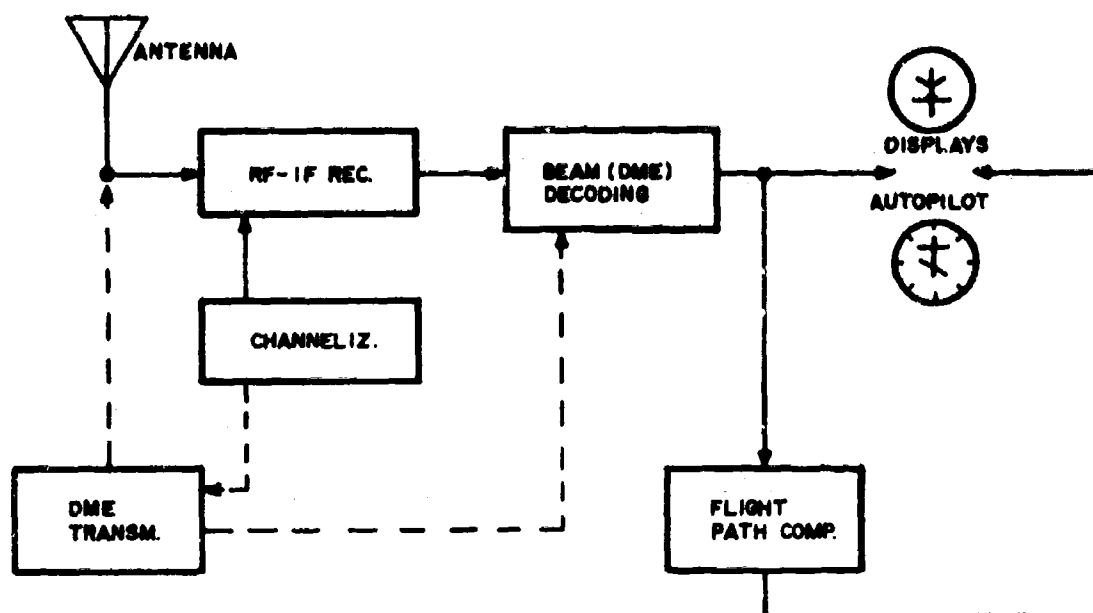 ANTENNA
RF-IF REC.
BEAM (DME)
DECODING
DISPLAYS
AUTOPILOT
CHANNELIZ.
DME
TRANSM.
FLIGHT
PATH COMP.